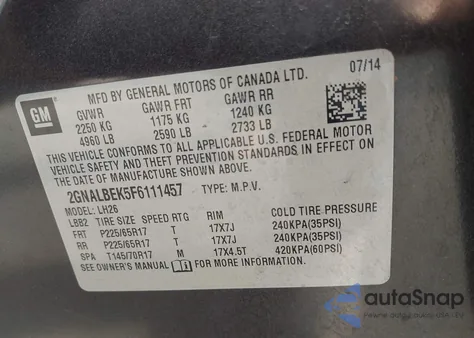 GM
MFD BY GENERAL MOTORS OF CANADA LTD. 07/14
GVWR GAWR FRT GAWR RR
2250 KG 1175 KG 1240 KG
4960 LB 2590 LB 2733 LB
THIS VEHICLE CONFORMS TO ALL APPLICABLE U.S. FEDERAL MOTOR
VEHICLE SAFETY AND THEFT PREVENTION STANDARDS IN EFFECT ON
THE DATE OF MANUFACTURE SHOWN ABOVE.
2GNALBEK5F6111457 TYPE: M.P.V.
MODEL: LH26
LBB2 TIRE SIZE SPEED RTG RIM COLD TIRE PRESSURE
FRT P225/65R17 T 17X7J 240KPA(35PSI)
RR P225/65R17 T 17X7J 240KPA(35PSI)
SPA T145/70R17 M 17X4.5T 420KPA(60PSI)
SEE OWNER'S MANUAL FOR MORE INFORMATION.
autoSnap